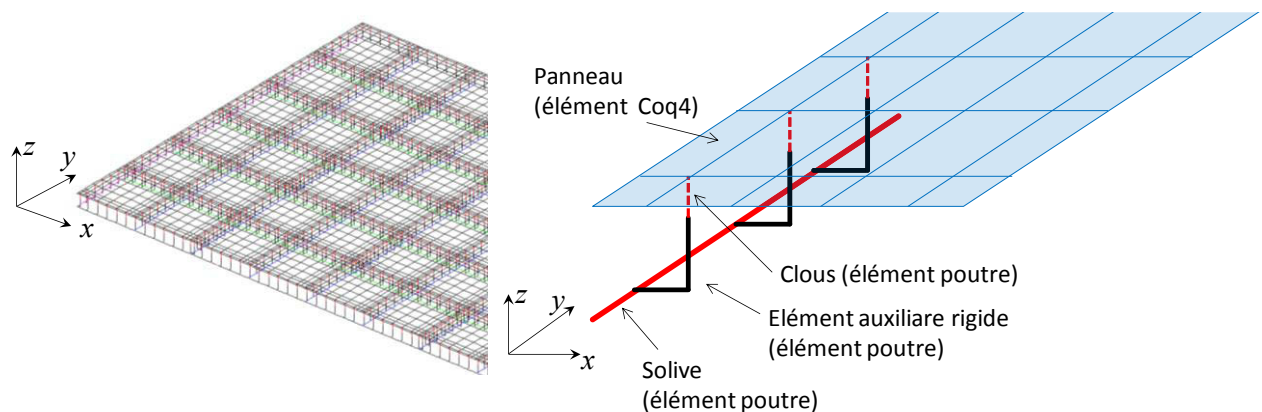 z
y
x
Panneau
(élément Coq4)
Clous (élément poutre)
z
y
x
Elément auxiliare rigide
(élément poutre)
Solive
(élément poutre)